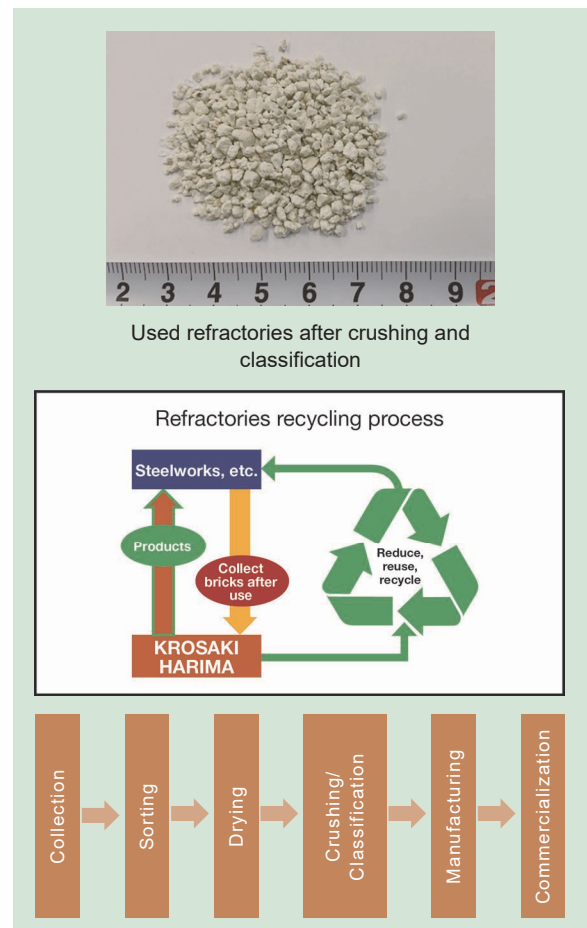 2 3 4 5 6 7 8 9 2
Used refractories after crushing and
classification
Refractories recycling process
Steelworks, etc.
Products
Collect
bricks after
use
Reduce,
reuse,
recycle
KROSAKI
HARIMA
Collection
Sorting
Drying
Crushing/
Classification
Manufacturing
Commercialization